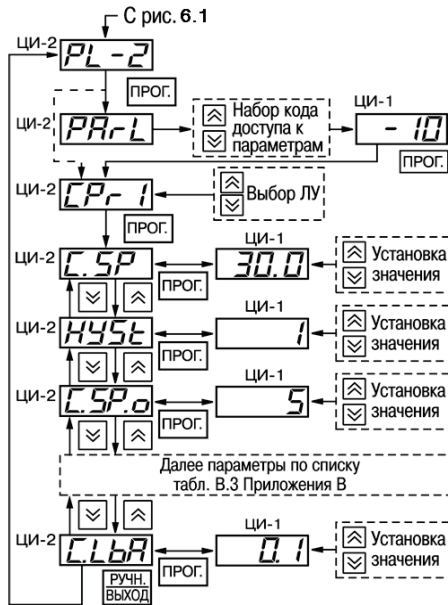 С рис. 6.1
ЦИ-2 PL-2
ПРОГ.
ЦИ-2 PArL
Набор кода
доступа к
параметрам
ЦИ-1
-10
ПРОГ.
ЦИ-2 CPr1
Выбор ЛУ
ПРОГ.
ЦИ-2 C.SP
ПРОГ.
ЦИ-1
30.0
Установка
значения
ЦИ-2 HYSt
ПРОГ.
ЦИ-1
1
Установка
значения
ЦИ-2 C.SP.o
ПРОГ.
ЦИ-1
5
Установка
значения
Далее параметры по списку
табл. В.3 Приложения В
ЦИ-2 C.LbA
ПРОГ.
ЦИ-1
0.1
Установка
значения
РУЧН.
ВЫХОД